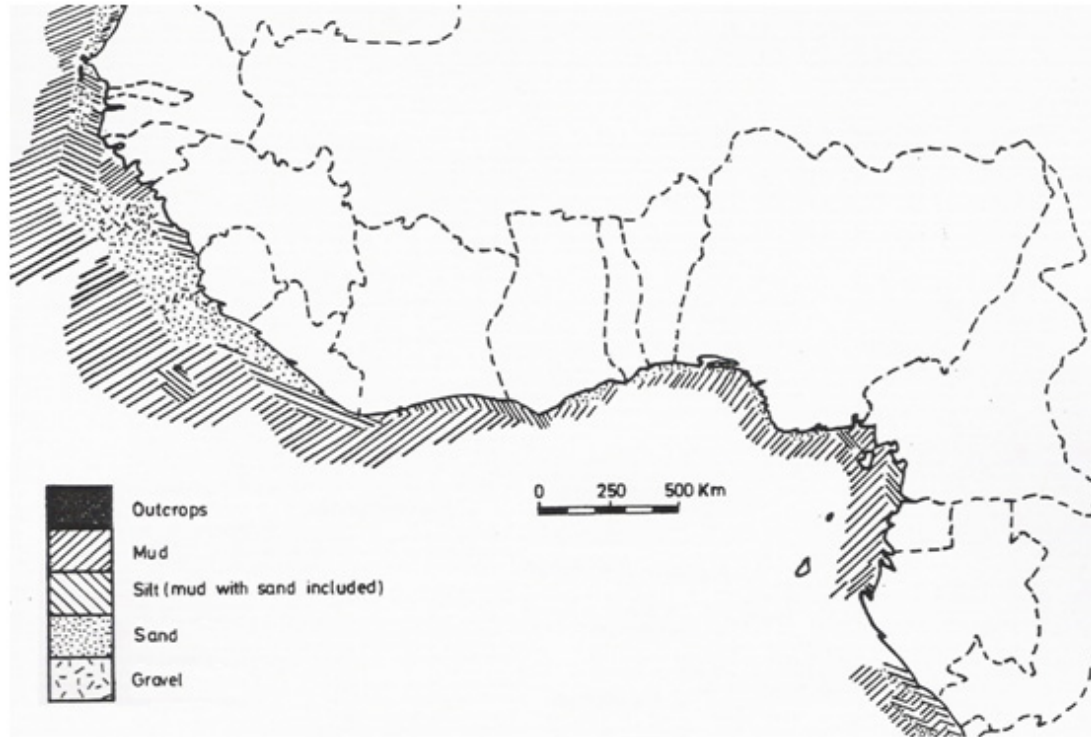 0 250 500 Km
Outcrops
Mud
Silt (mud with sand included)
Sand
Gravel